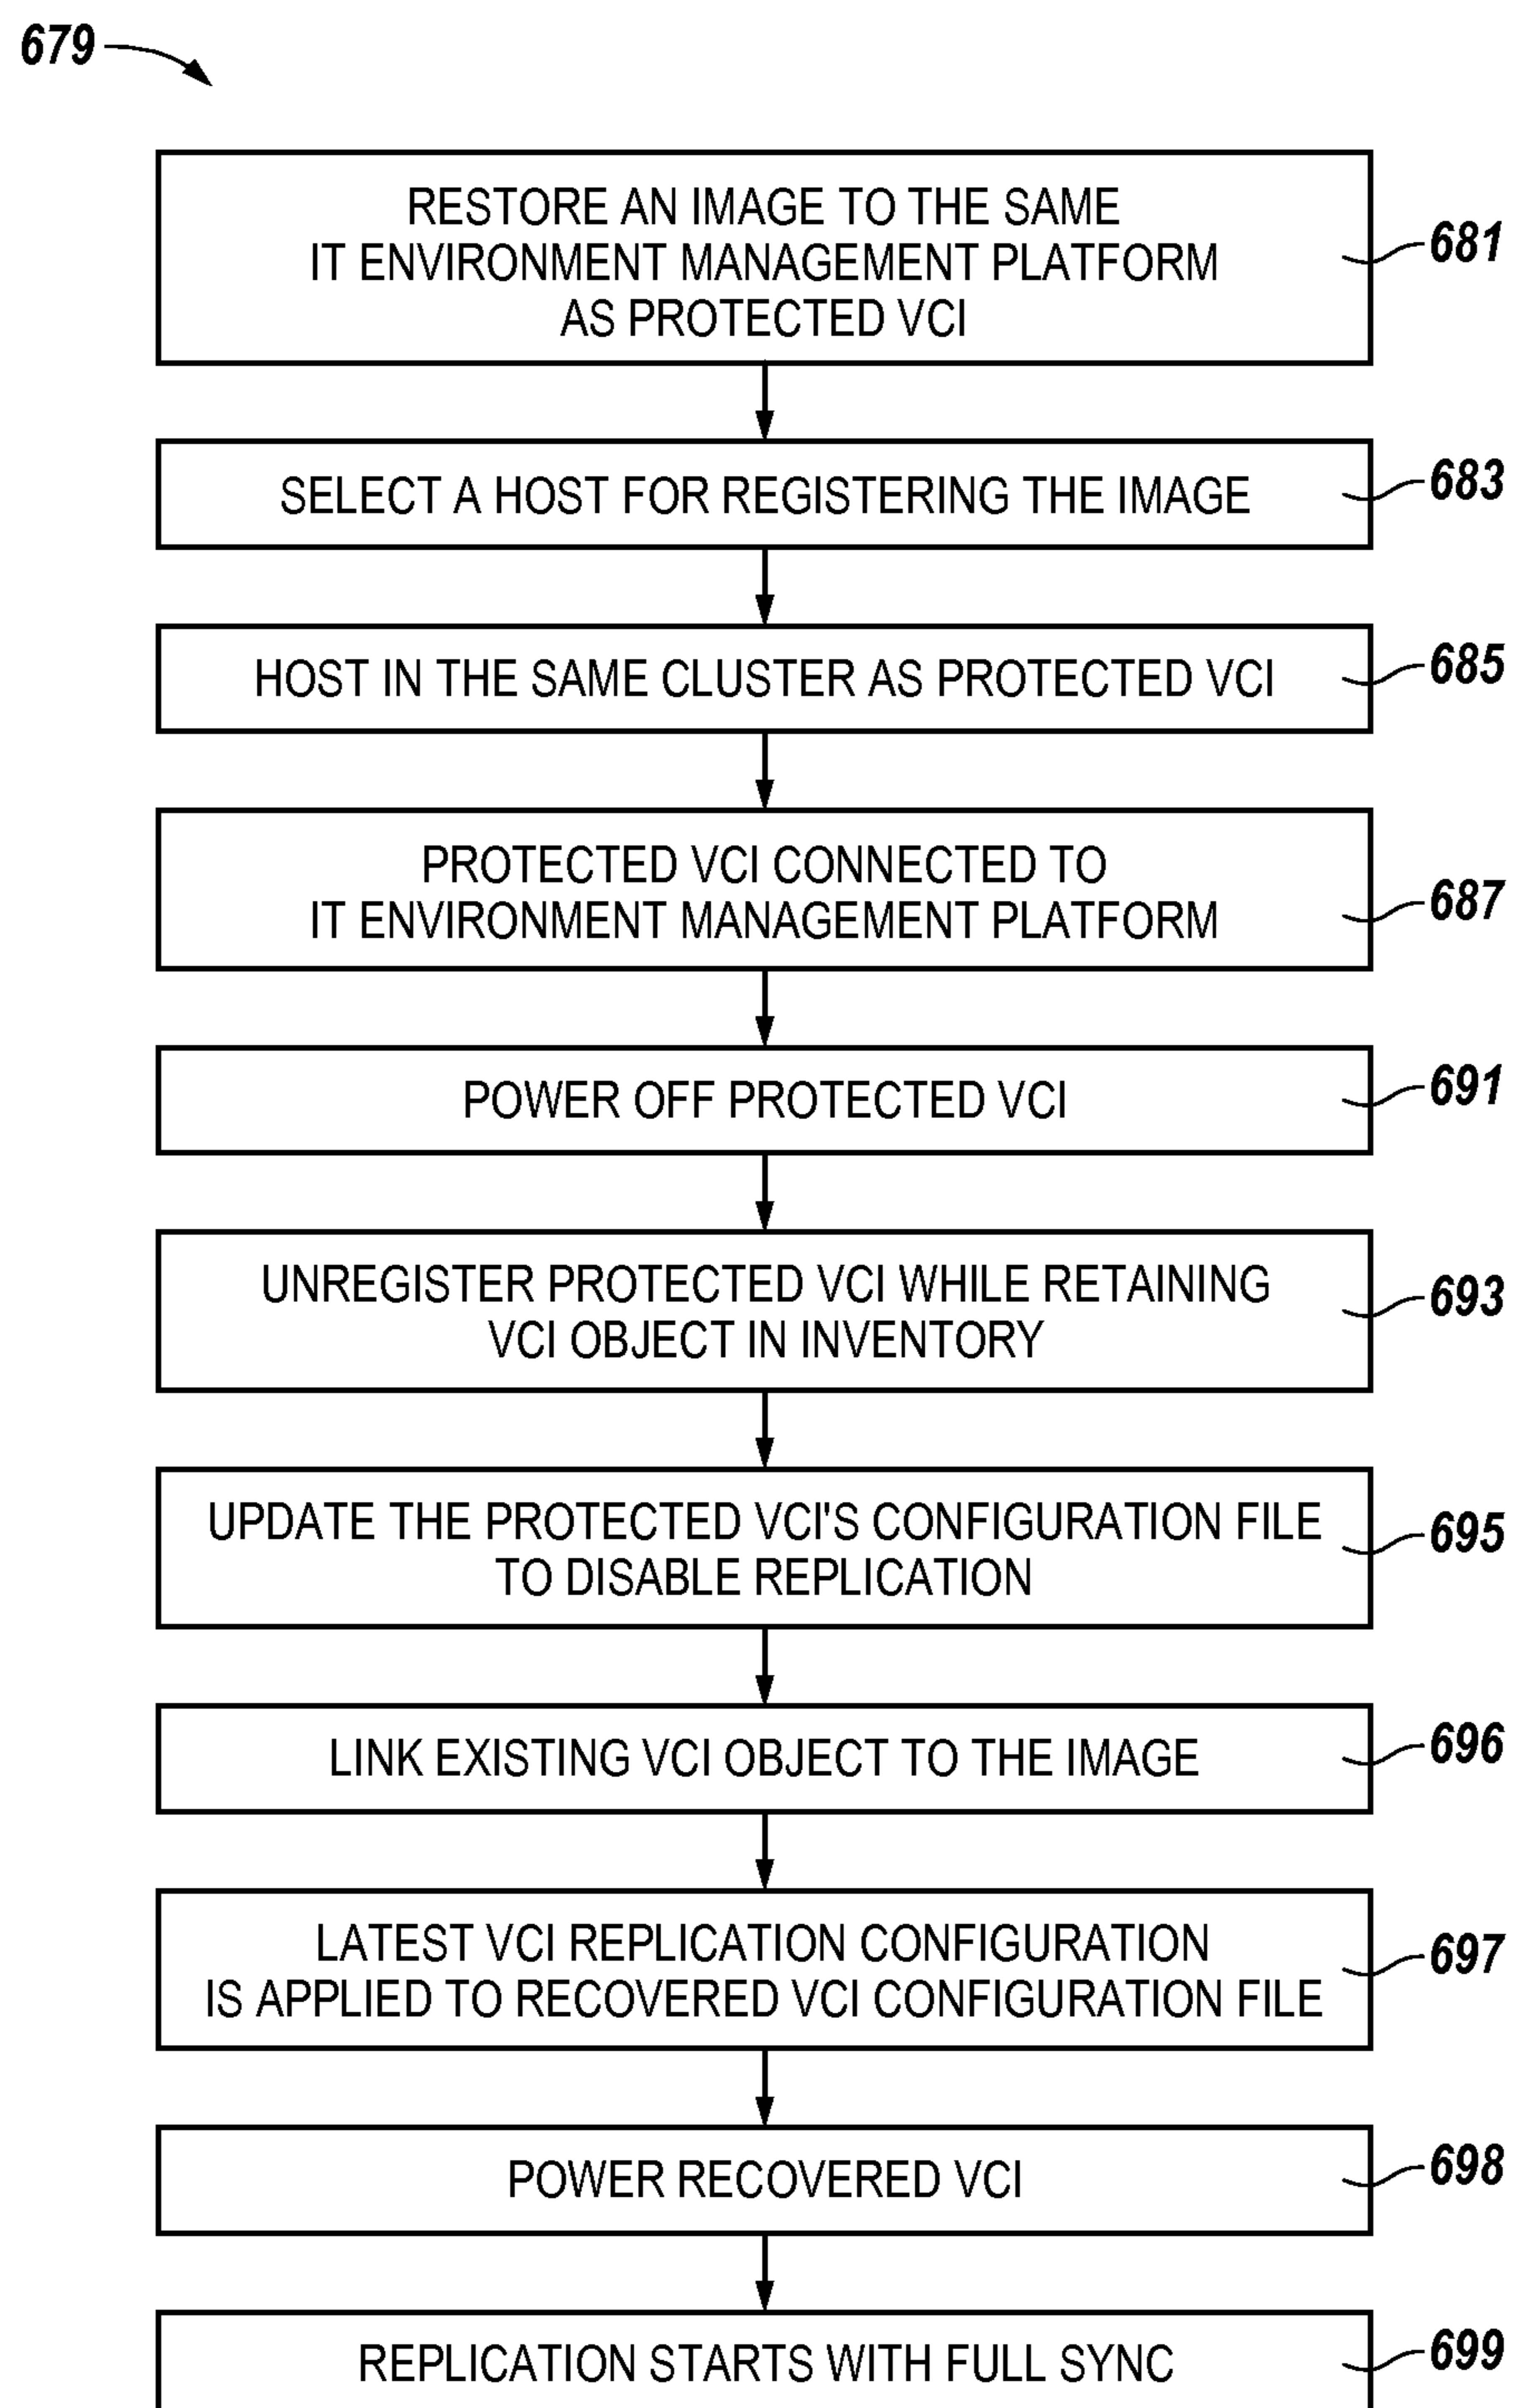 679
RESTORE AN IMAGE TO THE SAME
IT ENVIRONMENT MANAGEMENT PLATFORM
AS PROTECTED VCI
681
SELECT A HOST FOR REGISTERING THE IMAGE
683
HOST IN THE SAME CLUSTER AS PROTECTED VCI
685
PROTECTED VCI CONNECTED TO
IT ENVIRONMENT MANAGEMENT PLATFORM
687
POWER OFF PROTECTED VCI
691
UNREGISTER PROTECTED VCI WHILE RETAINING
VCI OBJECT IN INVENTORY
693
UPDATE THE PROTECTED VCI'S CONFIGURATION FILE
TO DISABLE REPLICATION
695
LINK EXISTING VCI OBJECT TO THE IMAGE
696
LATEST VCI REPLICATION CONFIGURATION
IS APPLIED TO RECOVERED VCI CONFIGURATION FILE
697
POWER RECOVERED VCI
698
REPLICATION STARTS WITH FULL SYNC
699